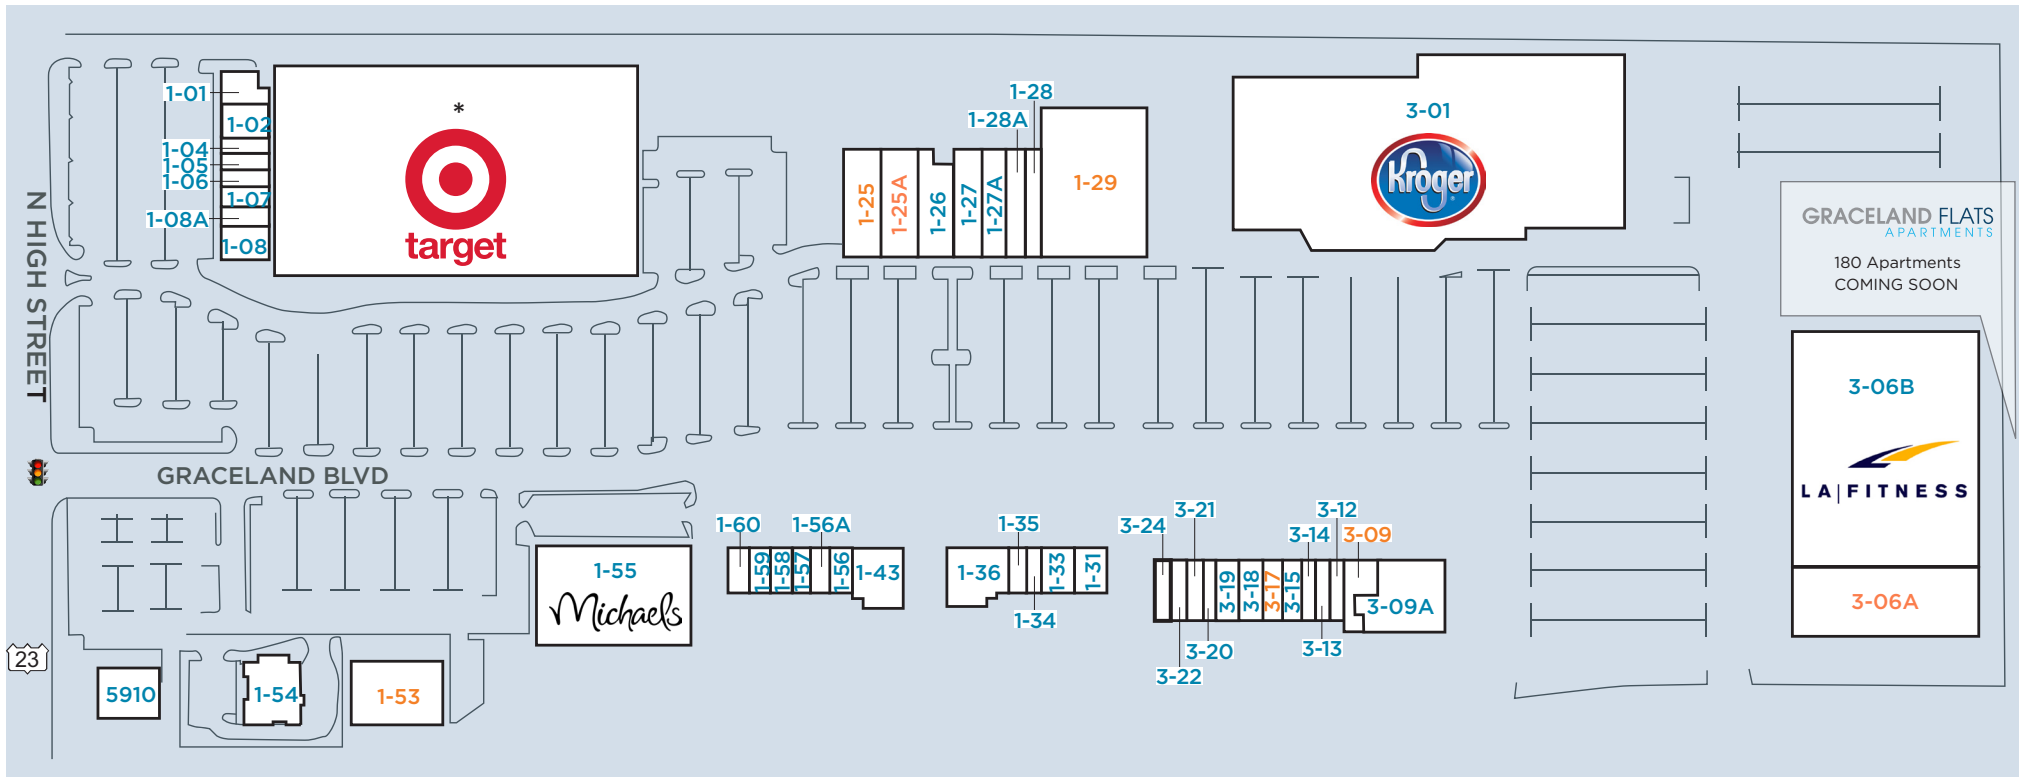 1-01
1-02
1-04
1-05
1-06
1-07
1-08A
1-08
*
target
1-25
1-25A
1-26
1-27
1-27A
1-28A
1-28
1-29
3-01
Kroger
GRACELAND FLATS
APARTMENTS
180 Apartments
COMING SOON
N HIGH STREET
GRACELAND BLVD
3-06B
LA|FITNESS
3-06A
1-55
Michaels
1-60
1-59
1-58
1-57
1-56A
1-56
1-43
1-36
1-35
1-34
1-33
1-31
3-24
3-22
3-21
3-20
3-19
3-18
3-17
3-15
3-14
3-13
3-12
3-09
3-09A
23
5910
1-54
1-53